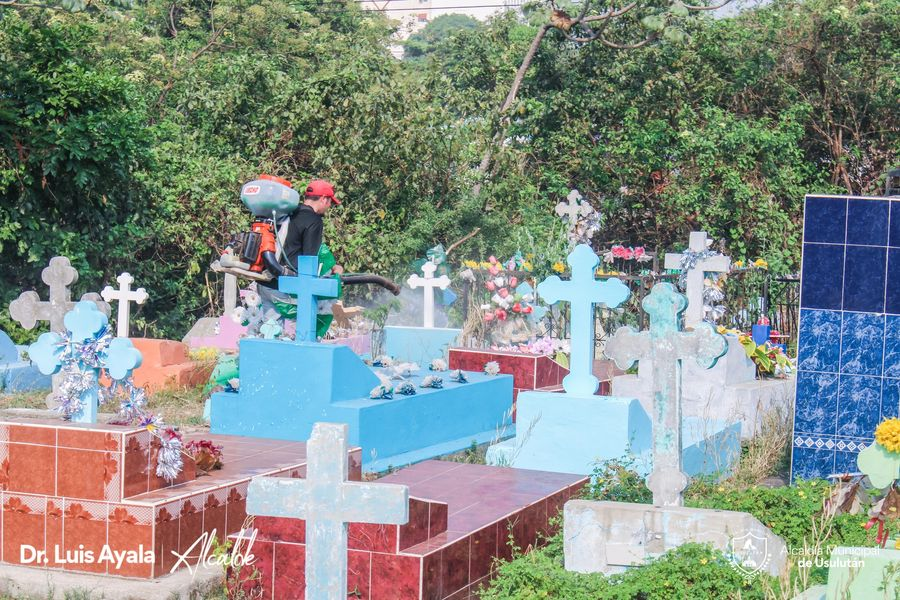 Dr. Luis Ayala
Alcalde
Alcaldía Municipal
de Usulután